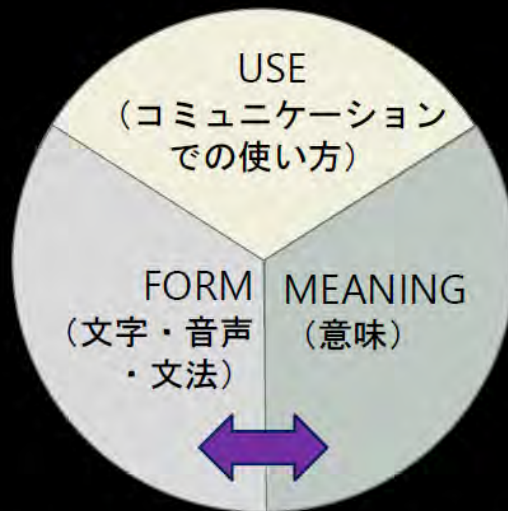 USE
（コミュニケーション
での使い方）
FORM
（文字・音声
・文法）
MEANING
（意味）